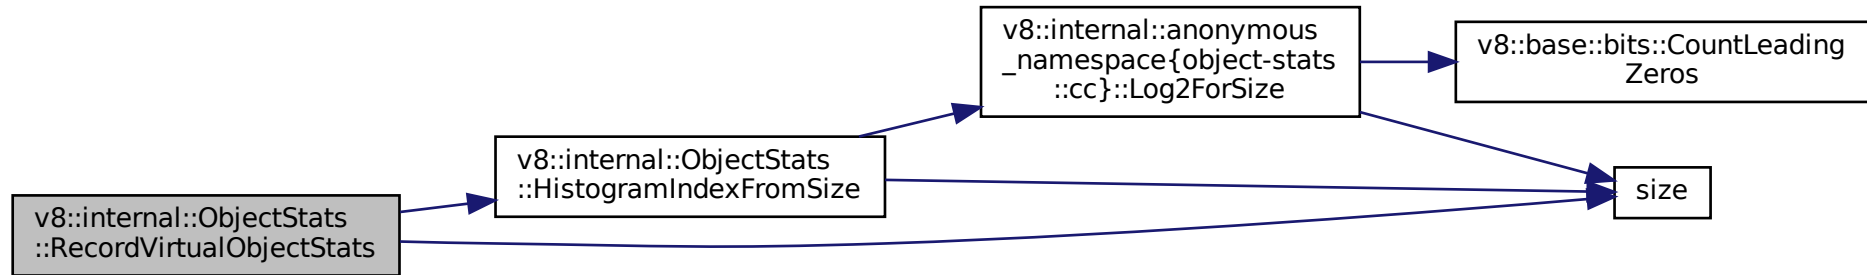 v8::internal::ObjectStats
::RecordVirtualObjectStats
v8::internal::ObjectStats
::HistogramIndexFromSize
v8::internal::anonymous
_namespace{object-stats
::cc}::Log2ForSize
v8::base::bits::CountLeading
Zeros
size